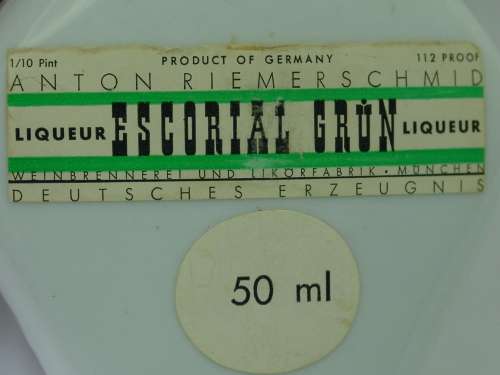 1/10 Pint PRODUCT OF GERMANY 112 PROOF
ANTON RIEMERSCHMID
LIQUEUR ESCORIAL GRÜN LIQUEUR
WEINBRENNEREI UND LIKÖRFABRIK • MÜNCHEN
DEUTSCHES ERZEUGNIS
50 ml